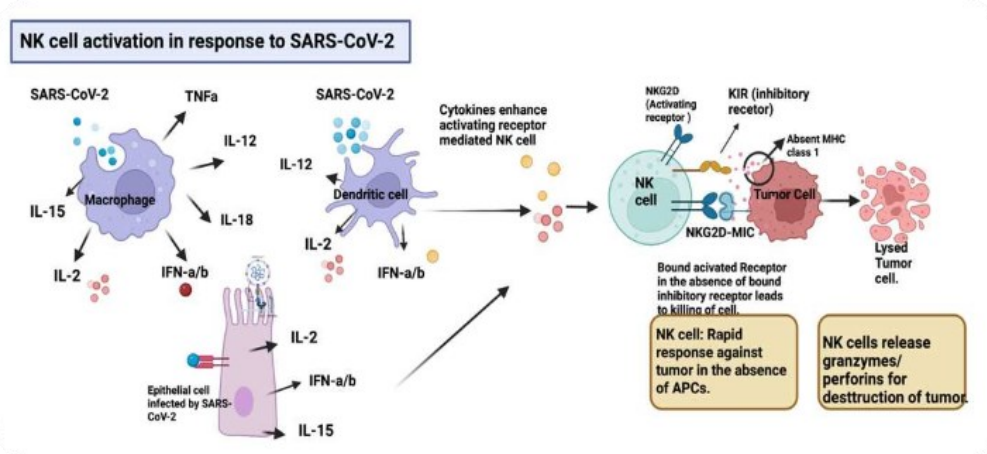 NK cell activation in response to SARS-CoV-2
SARS-CoV-2
TNFa
IL-12
Macrophage
IL-15
IL-18
IL-2
IFN-a/b
SARS-CoV-2
IL-12
Dendritic cell
IL-2
IFN-a/b
Cytokines enhance
activating receptor
mediated NK cell
IL-2
IFN-a/b
Epithelial cell
infected by SARS-
CoV-2
IL-15
NKG2D
(Activating
receptor )
KIR (inhibitory
recetor)
Absent MHC
class 1
NK
cell
Tumor Cell
NKG2D-MIC
Lysed
Tumor
cell.
Bound acivated Receptor
in the absence of bound
inhibitory receptor leads
to killing of cell.
NK cell: Rapid
response against
tumor in the absence
of APCs.
NK cells release
granzymes/
perforins for
desttruction of tumor.